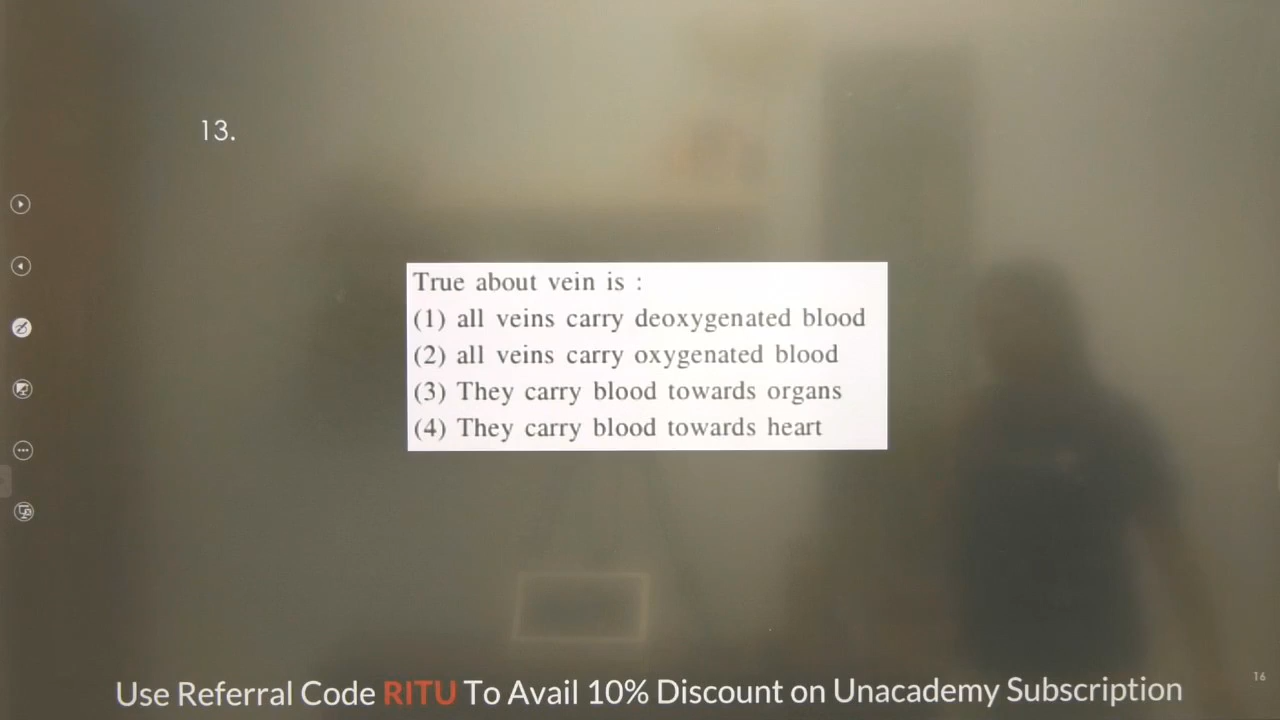 13.
True about vein is :
(1) all veins carry deoxygenated blood
(2) all veins carry oxygenated blood
(3) They carry blood towards organs
(4) They carry blood towards heart
Use Referral Code RITU To Avail 10% Discount on Unacademy Subscription
16